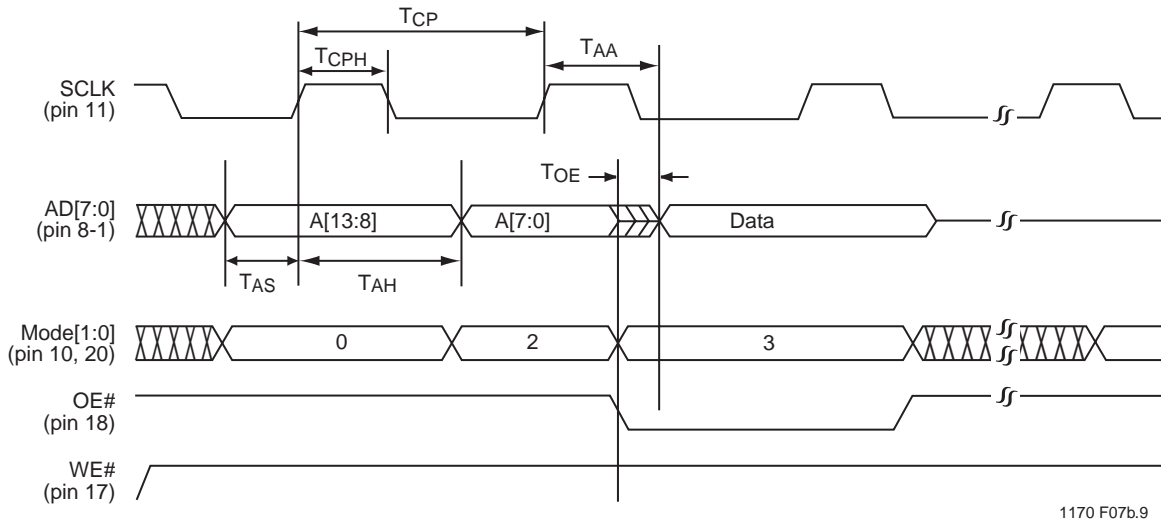 TCP
TCPH
TAA
SCLK
(pin 11)
TOE
AD[7:0]
(pin 8-1)
A[13:8]
A[7:0]
Data
TAS
TAH
Mode[1:0]
(pin 10, 20)
0
2
3
OE#
(pin 18)
WE#
(pin 17)
1170 F07b.9